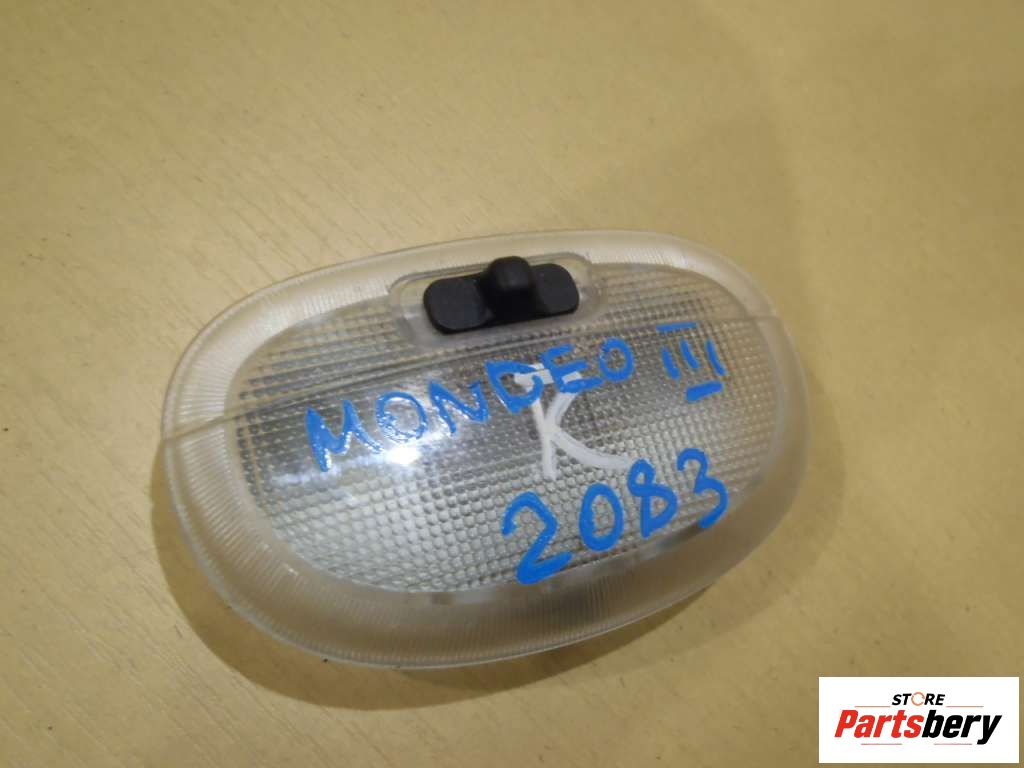 MONDEO III
K
2083
STORE
Partsbery